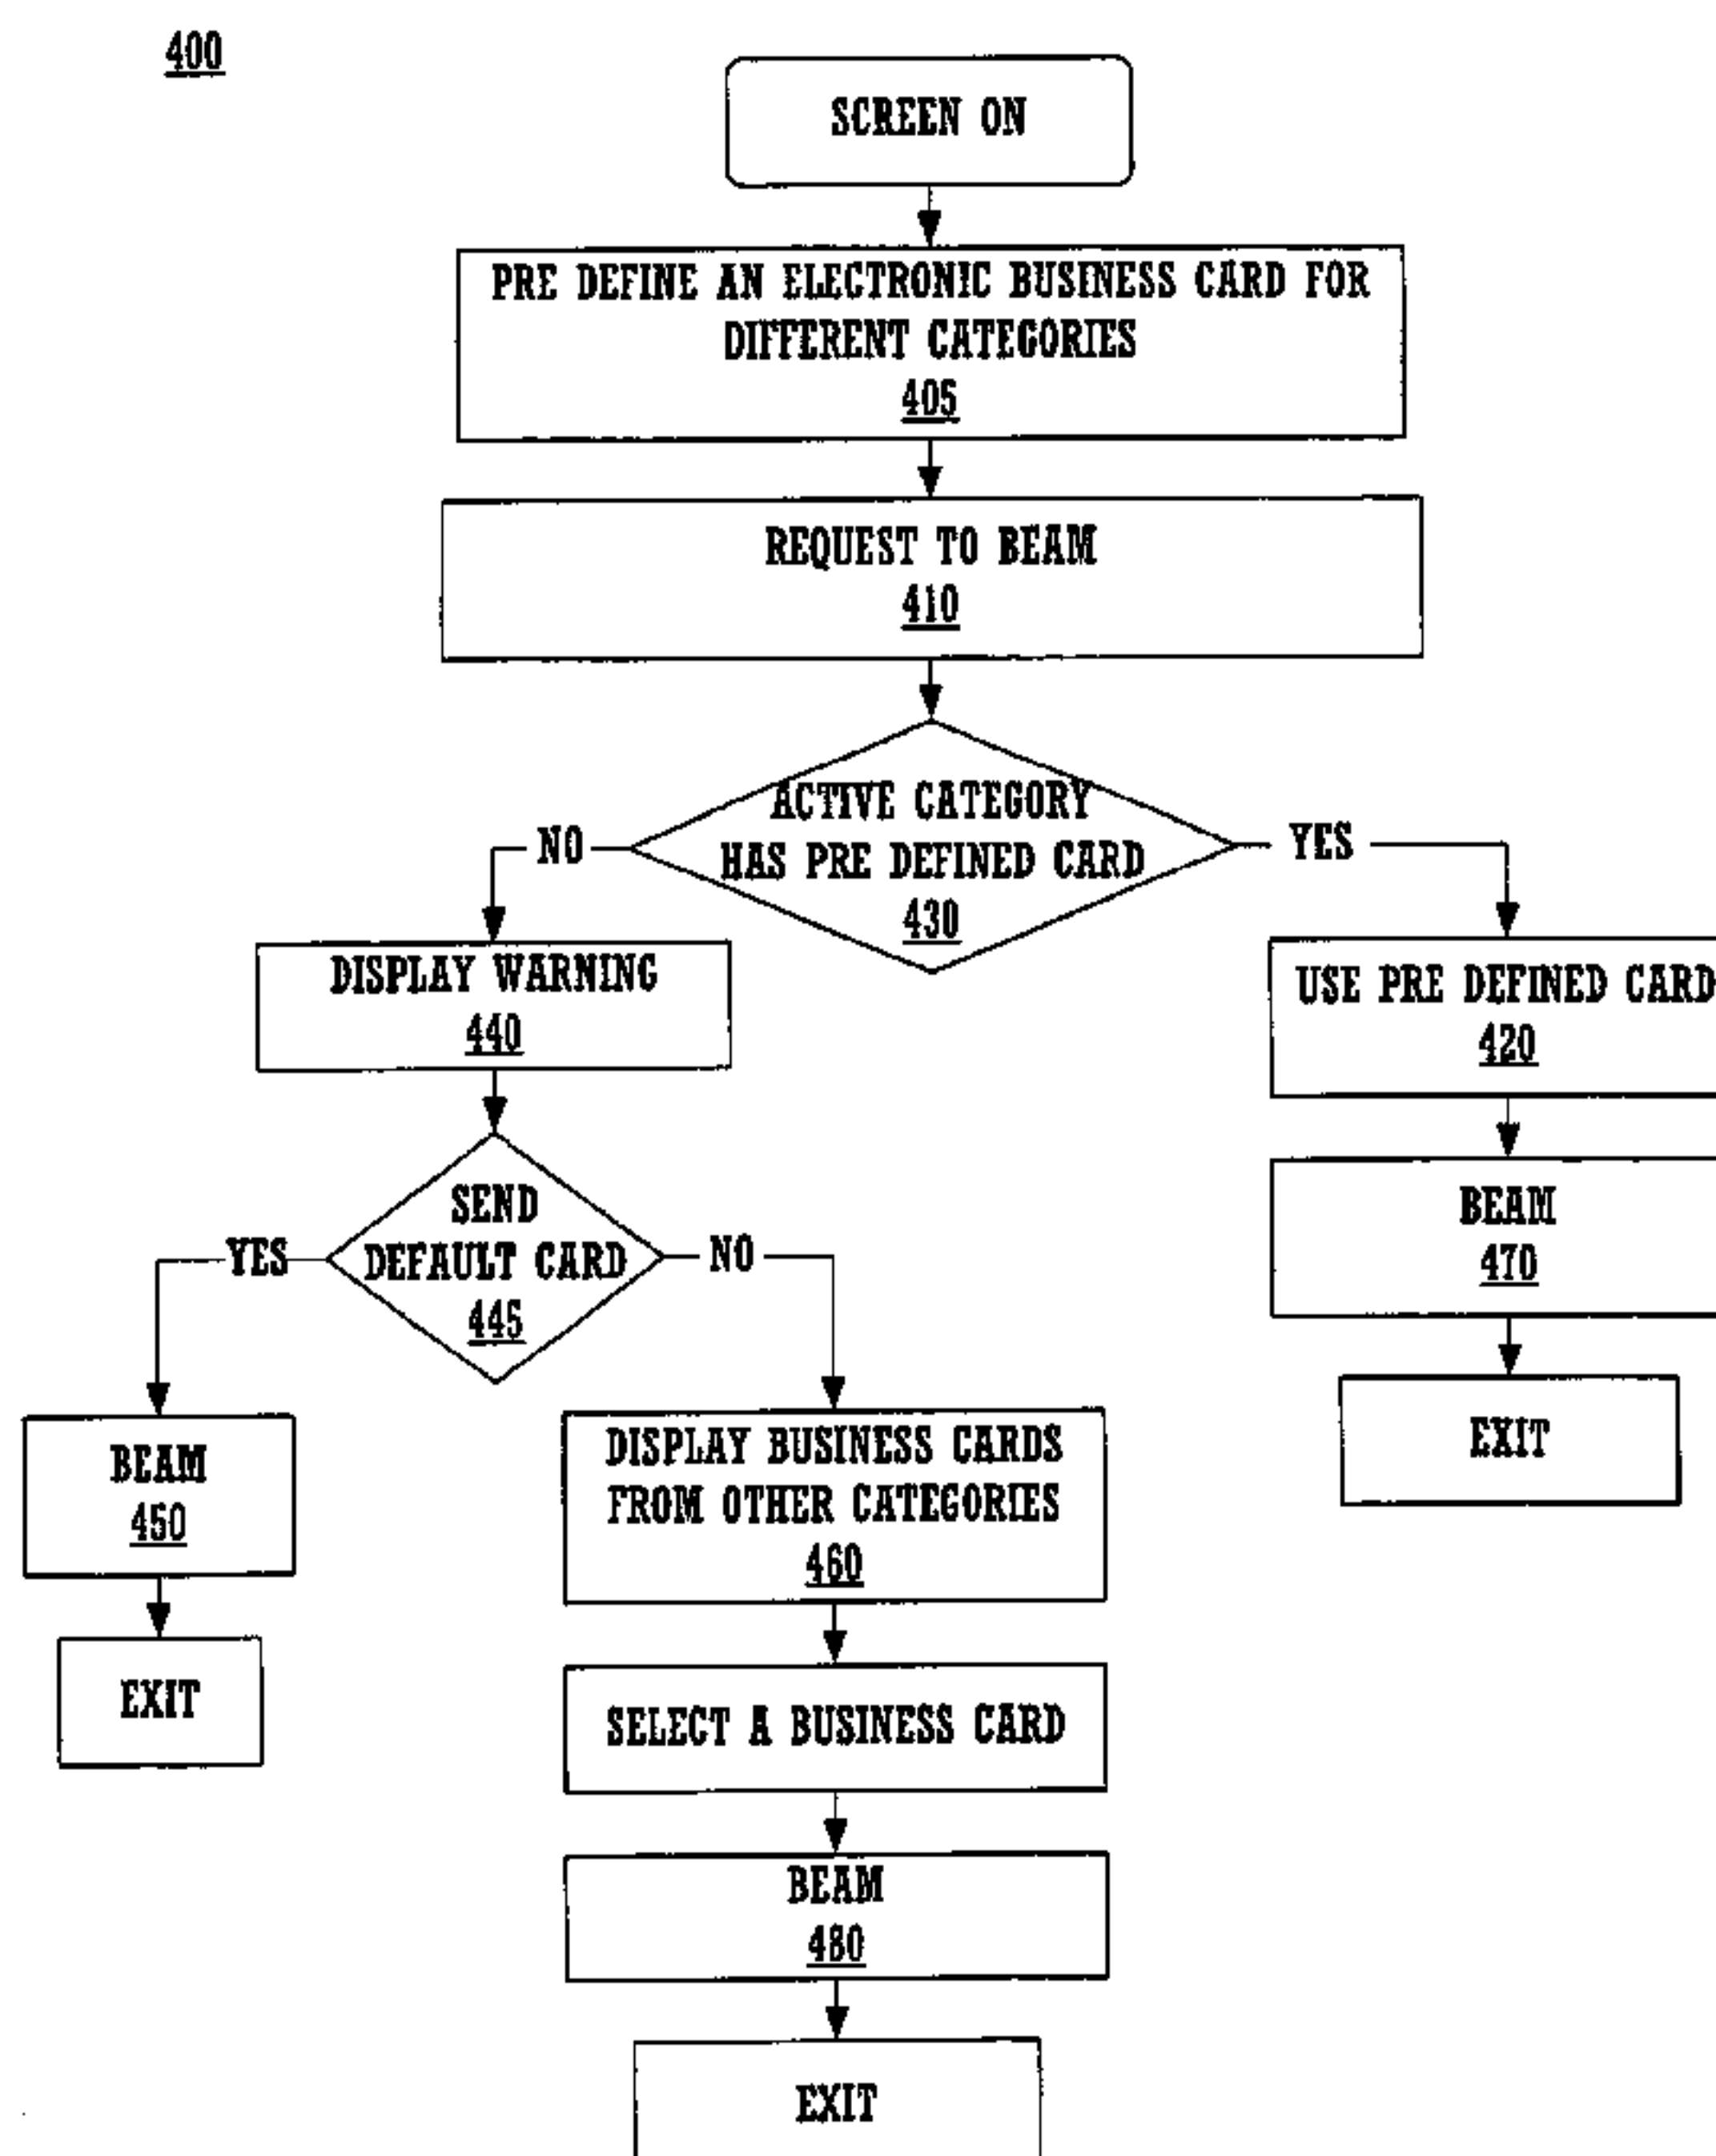 400
SCREEN ON
PRE DEFINE AN ELECTRONIC BUSINESS CARD FOR
DIFFERENT CATEGORIES
405
REQUEST TO BEAM
410
ACTIVE CATEGORY
HAS PRE DEFINED CARD
430
NO
YES
DISPLAY WARNING
440
USE PRE DEFINED CARD
420
SEND
DEFAULT CARD
445
YES
NO
BEAM
470
EXIT
BEAM
450
EXIT
DISPLAY BUSINESS CARDS
FROM OTHER CATEGORIES
460
SELECT A BUSINESS CARD
BEAM
480
EXIT